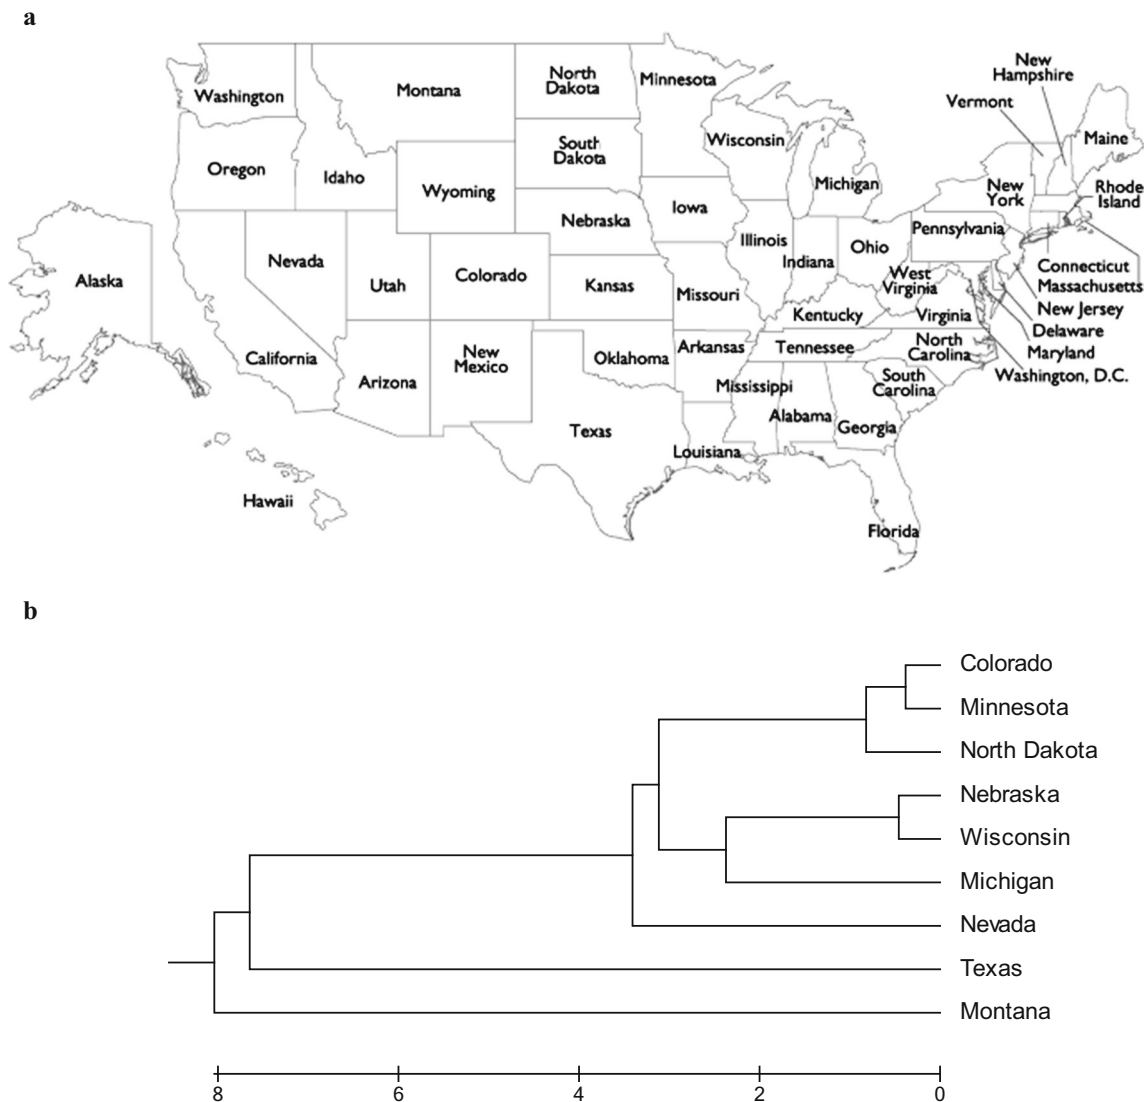 a
Washington
Montana
North
Dakota
Minnesota
New
Hampshire
Vermont
Maine
Oregon
Idaho
Wyoming
South
Dakota
Wisconsin
Michigan
New
York
Rhode
Island
Nebraska
Iowa
Illinois
Indiana
Ohio
Pennsylvania
Alaska
Nevada
Utah
Colorado
Kansas
Missouri
West
Virginia
Kentucky
Virginia
Connecticut
Massachusetts
New Jersey
Delaware
Maryland
Washington, D.C.
California
Arizona
New
Mexico
Oklahoma
Arkansas
Tennessee
North
Carolina
South
Carolina
Mississippi
Alabama
Georgia
Texas
Louisiana
Hawaii
Florida
b
Colorado
Minnesota
North Dakota
Nebraska
Wisconsin
Michigan
Nevada
Texas
Montana
8 6 4 2 0